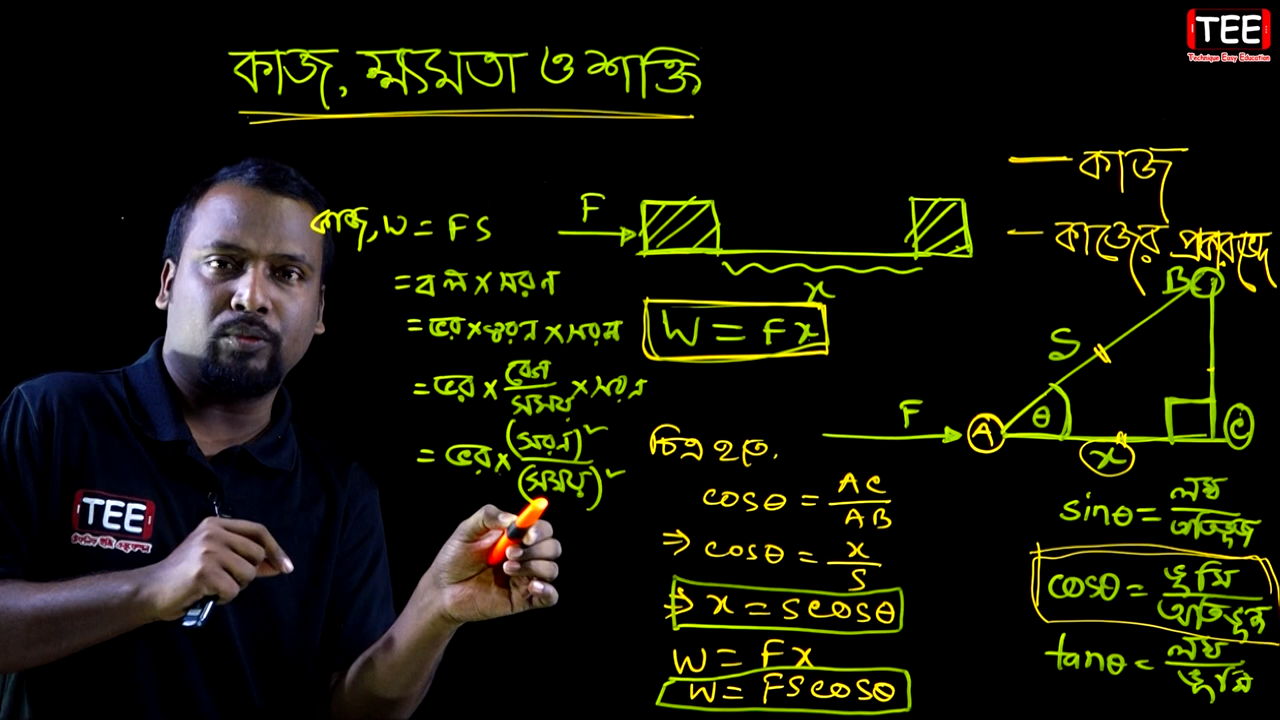 TEE
Technique Easy Education
কাজ, ক্ষমতা ও শক্তি
কাজ, W = FS
= বল × সরণ
= ভর × ত্বরণ × সরণ
= ভর × বেগ/সময় × সরণ
= ভর × (সরণ)²/(সময়)²
TEE
F
x
W = Fx
— কাজ
— কাজের প্রকারভেদ
B
S
F
A
θ
x
C
চিত্র হতে,
cosθ = AC/AB
⇒ cosθ = x/S
⇒ x = scosθ
W = Fx
W = FScosθ
sinθ = লম্ব/অতিভুজ
cosθ = ভূমি/অতিভুজ
tanθ = লম্ব/ভূমি